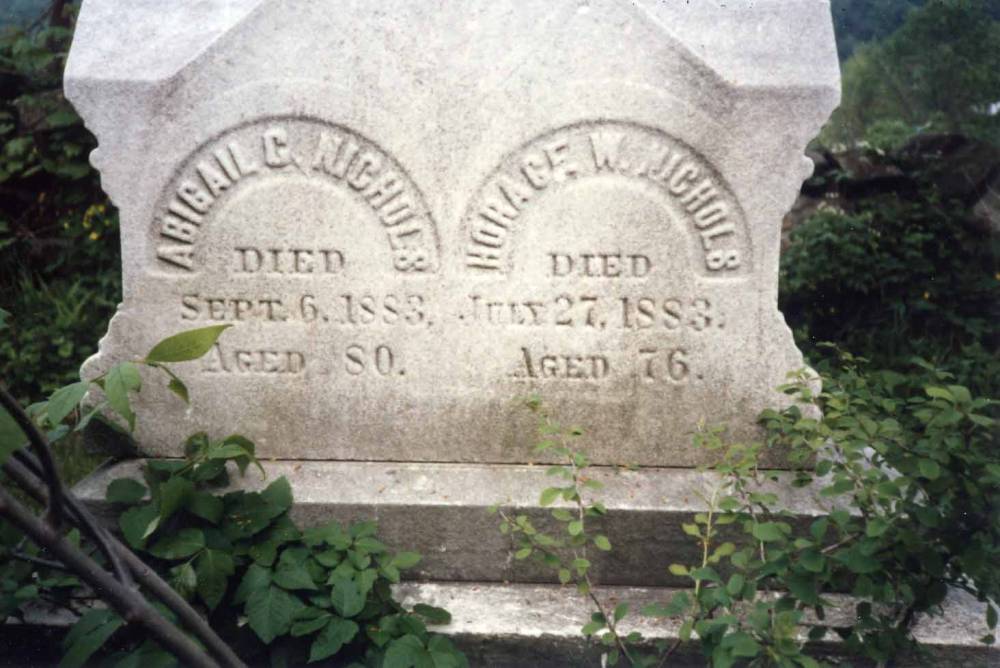 ABIGAIL C. NICHOLS
DIED
SEPT. 6. 1883.
AGED 80.
HORACE W. NICHOLS
DIED
JULY 27, 1883.
AGED 76.